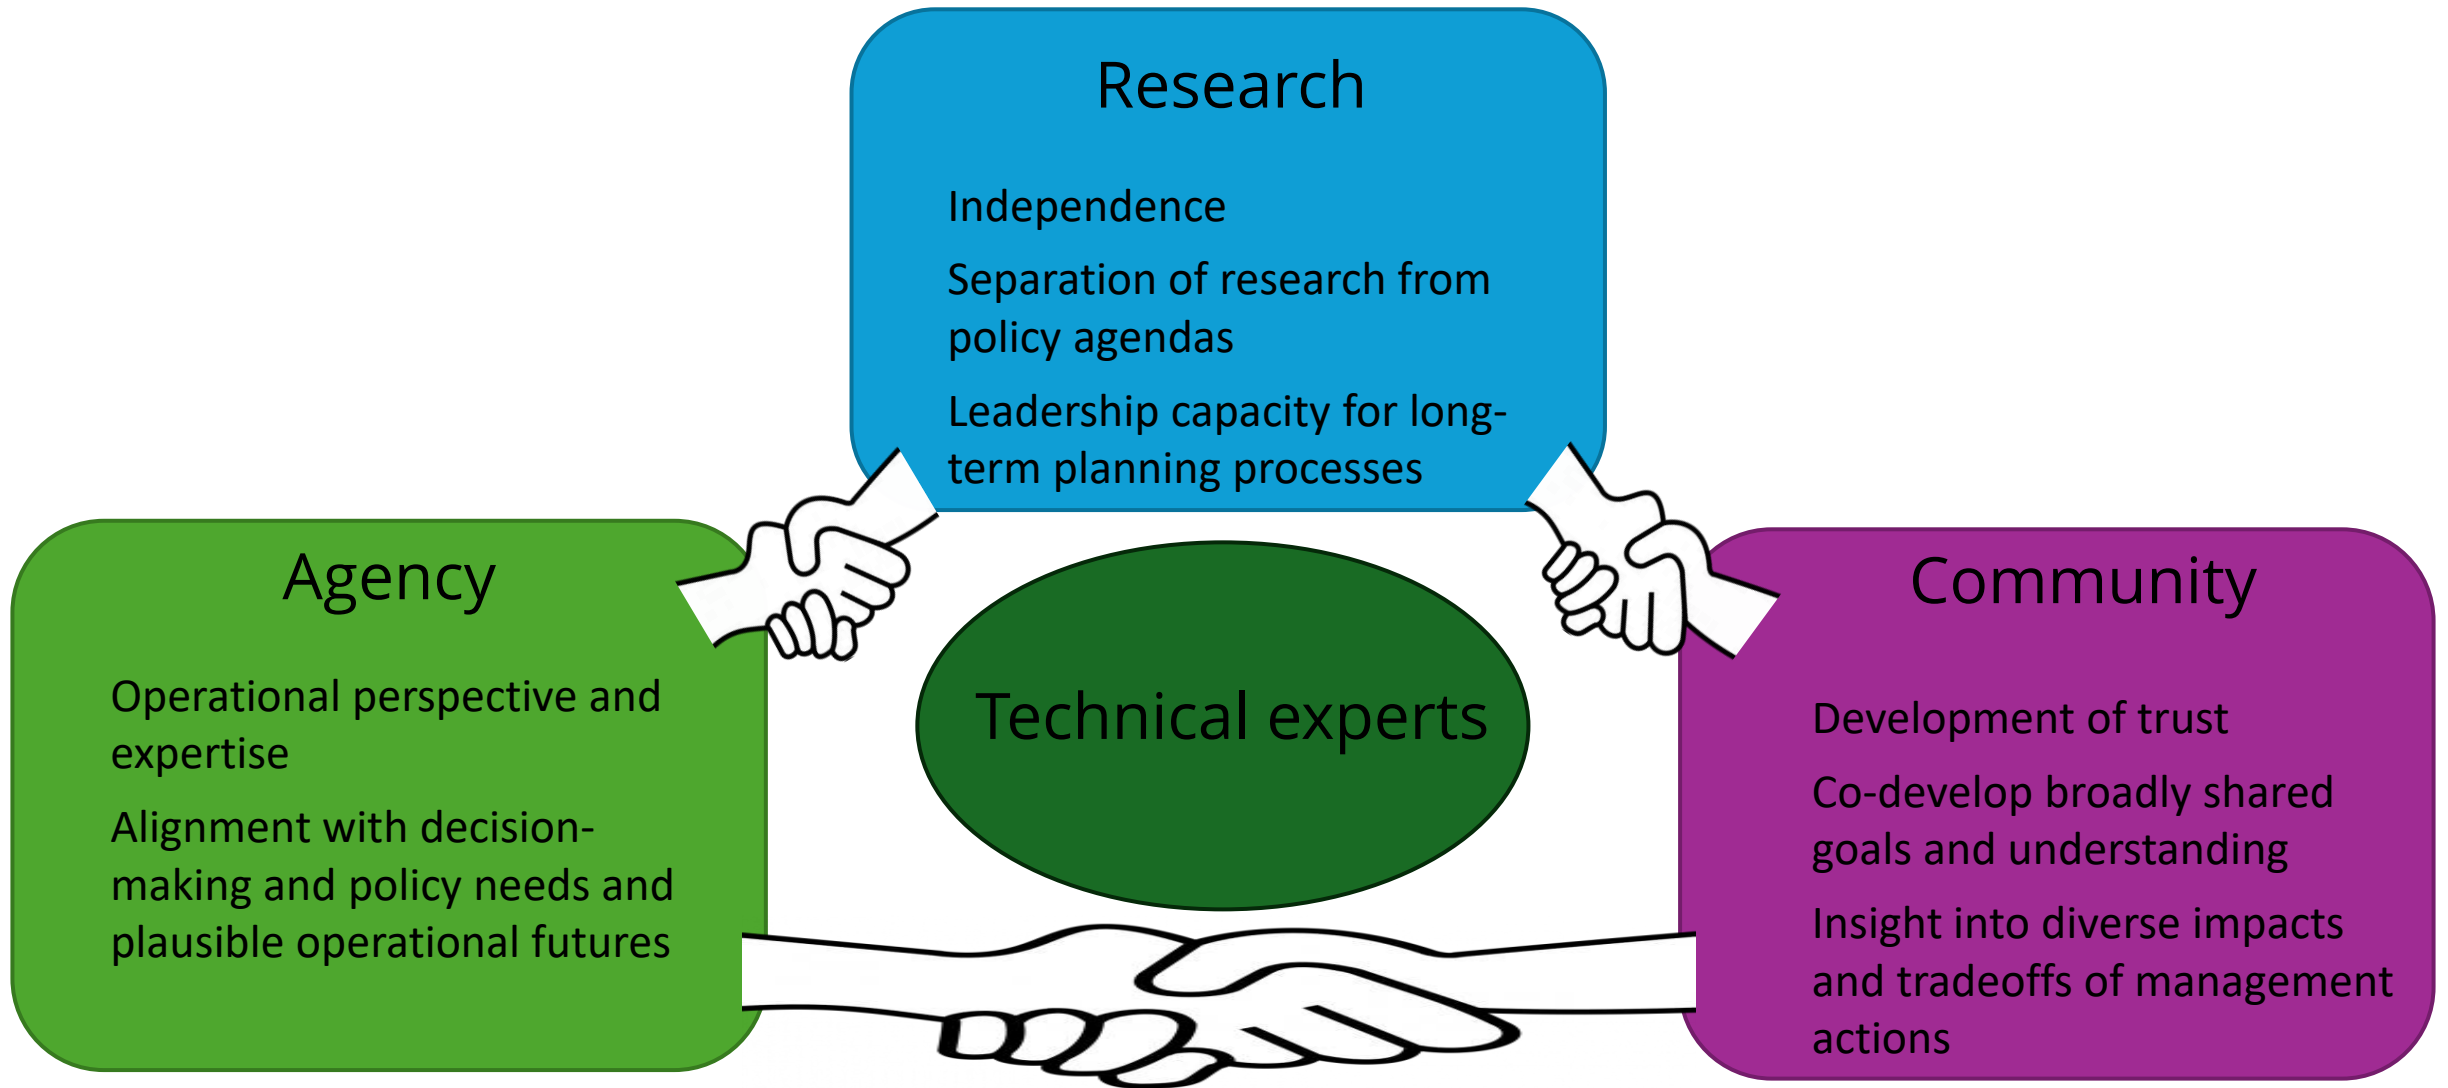 Research
Independence
Separation of research from
policy agendas
Leadership capacity for long-
term planning processes
Agency
Operational perspective and
expertise
Alignment with decision-
making and policy needs and
plausible operational futures
Technical experts
Community
Development of trust
Co-develop broadly shared
goals and understanding
Insight into diverse impacts
and tradeoffs of management
actions